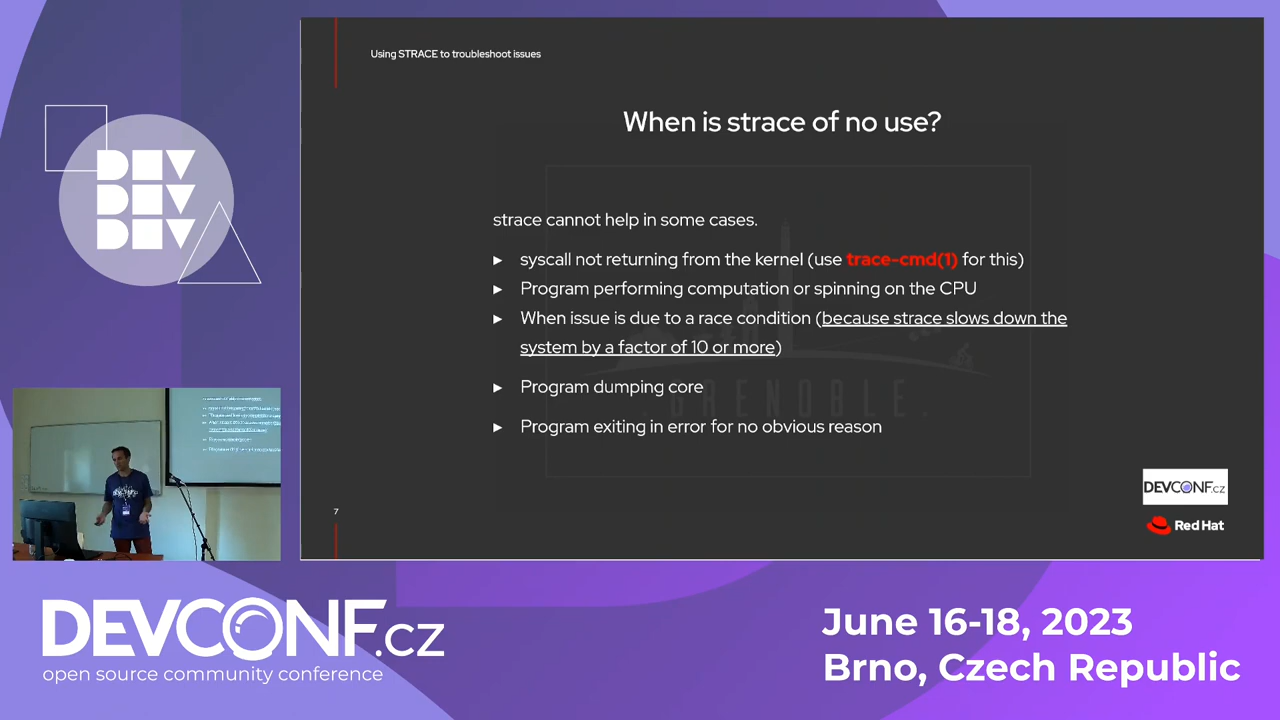 Using STRACE to troubleshoot issues
When is strace of no use?
strace cannot help in some cases.
► syscall not returning from the kernel (use trace-cmd(1) for this)
► Program performing computation or spinning on the CPU
► When issue is due to a race condition (because strace slows down the
system by a factor of 10 or more)
► Program dumping core
► Program exiting in error for no obvious reason
GRENOBLE
7
DEVCONF.cz
Red Hat
DEV
DEV
DEV
DEVCONF.cz
open source community conference
June 16-18, 2023
Brno, Czech Republic